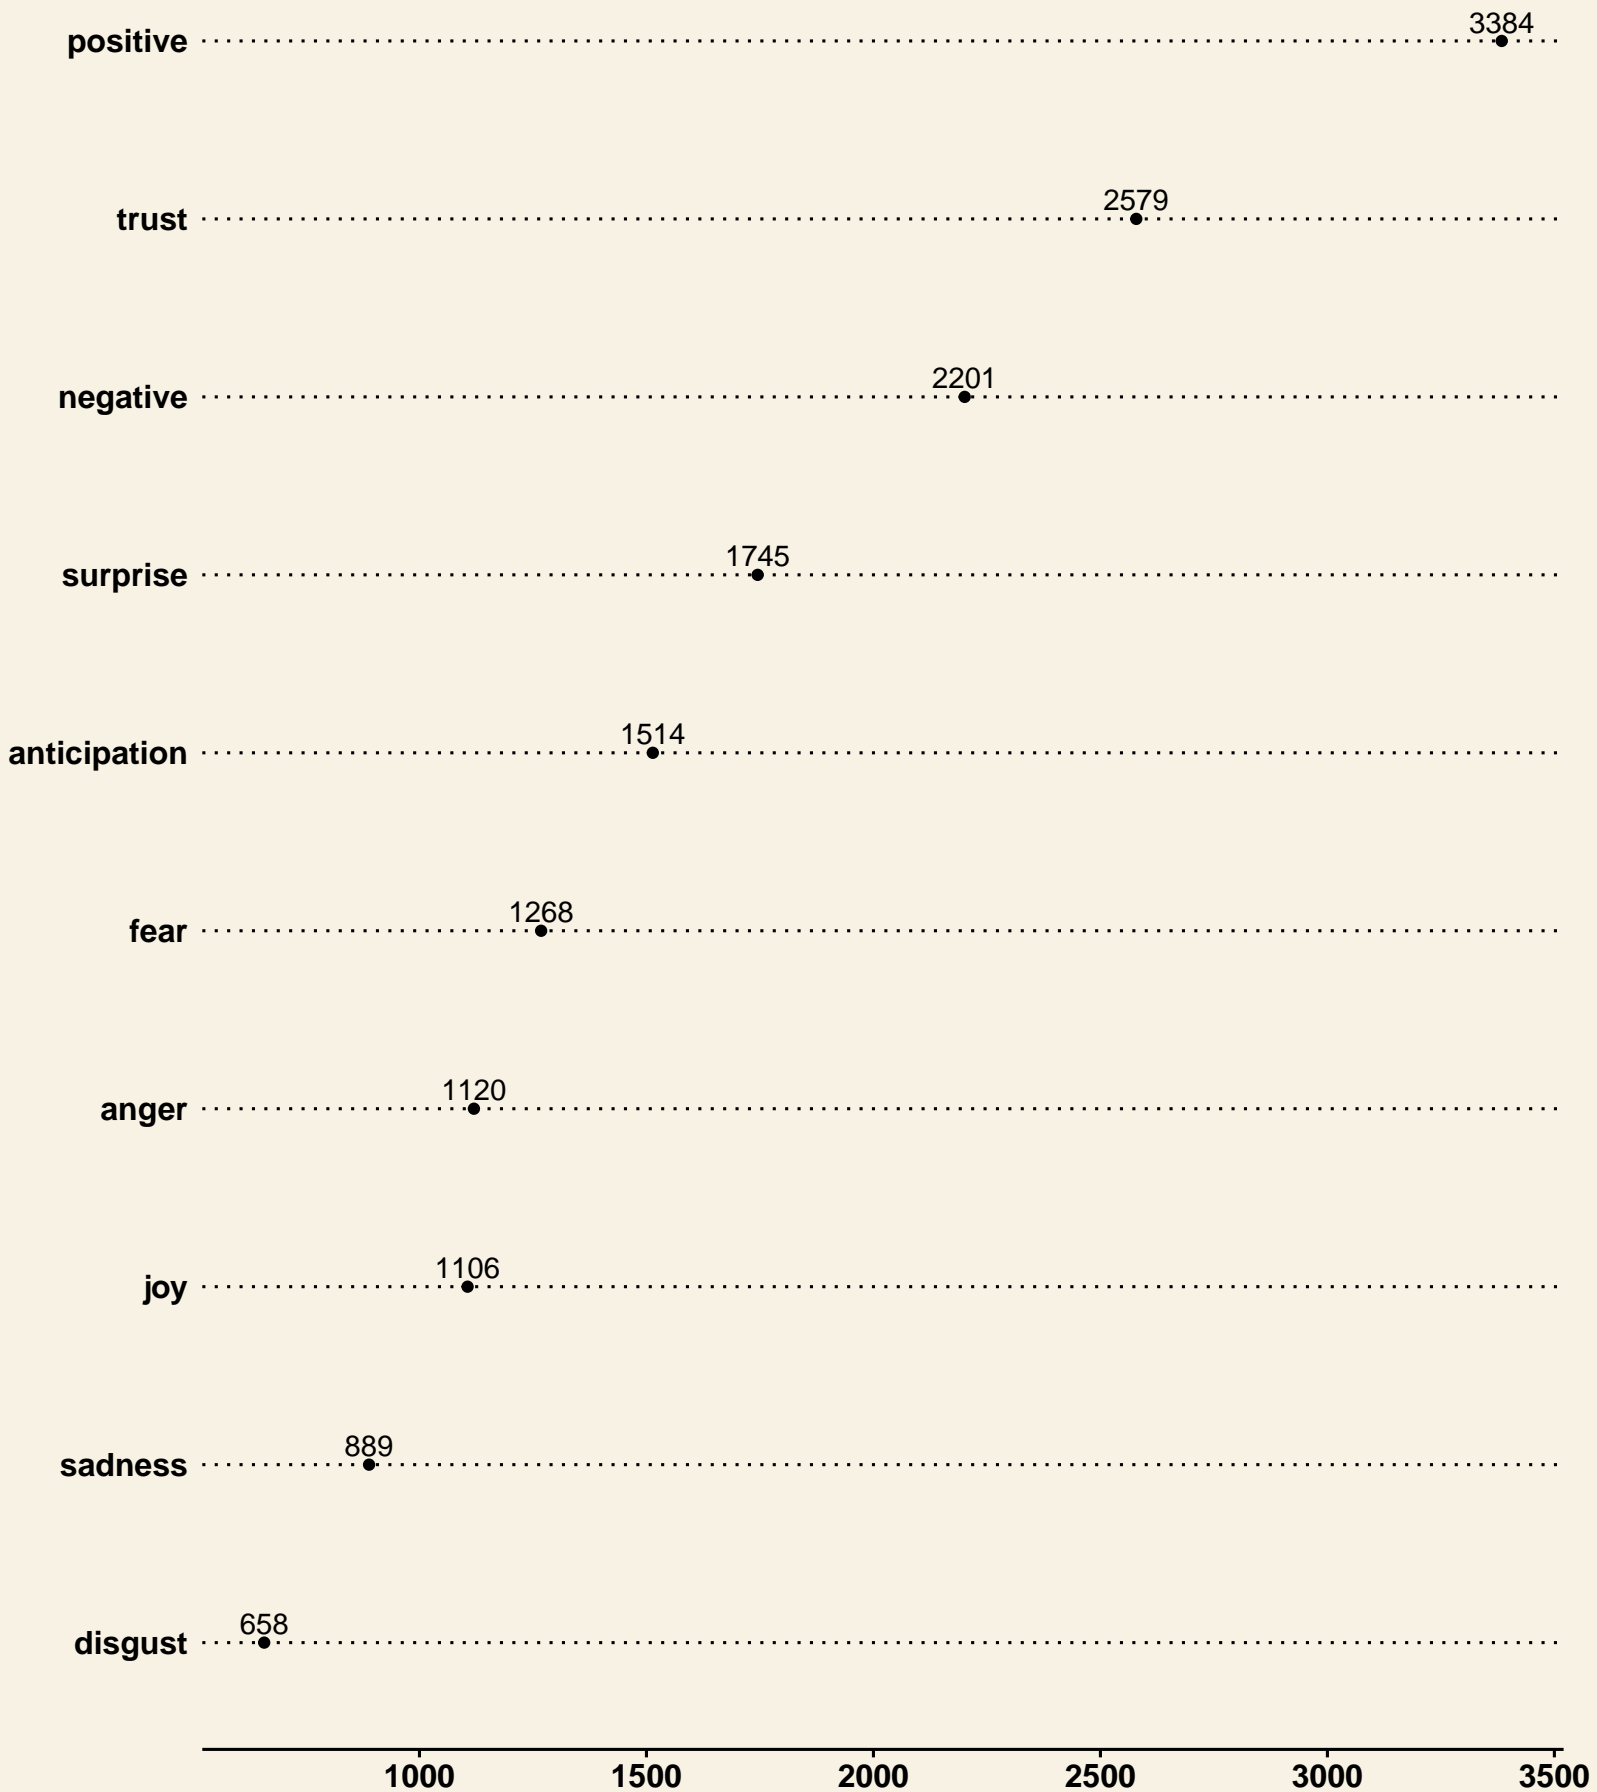 3384
positive
2579
trust
2201
negative
1745
surprise
1514
anticipation
1268
fear
1120
anger
1106
joy
889
sadness
658
disgust
1000 1500 2000 2500 3000 3500